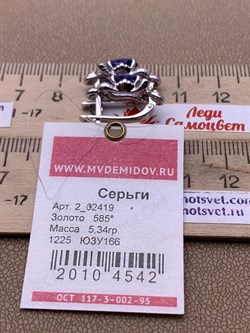 Леди
Самоцвет
WWW.MVDEMIDOV.RU
Серьги
Арт. 2_02419
Золото 585°
Масса 5,34гр.
1225 ЮЗУ166
2010 4542
ОСТ 117-3-002-95